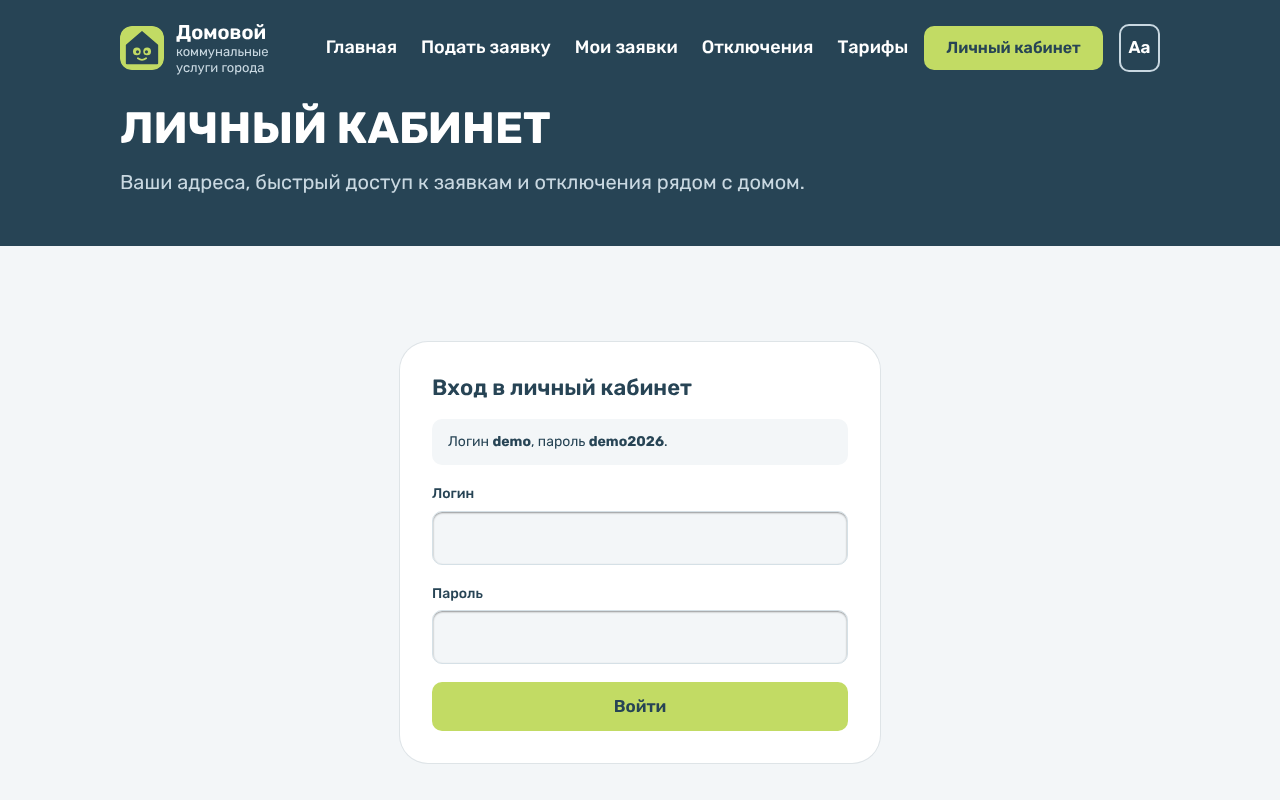 Домовой
коммунальные
услуги города
Главная
Подать заявку
Мои заявки
Отключения
Тарифы
Личный кабинет
Aa
ЛИЧНЫЙ КАБИНЕТ
Ваши адреса, быстрый доступ к заявкам и отключения рядом с домом.
Вход в личный кабинет
Логин demo, пароль demo2026.
Логин
Пароль
Войти